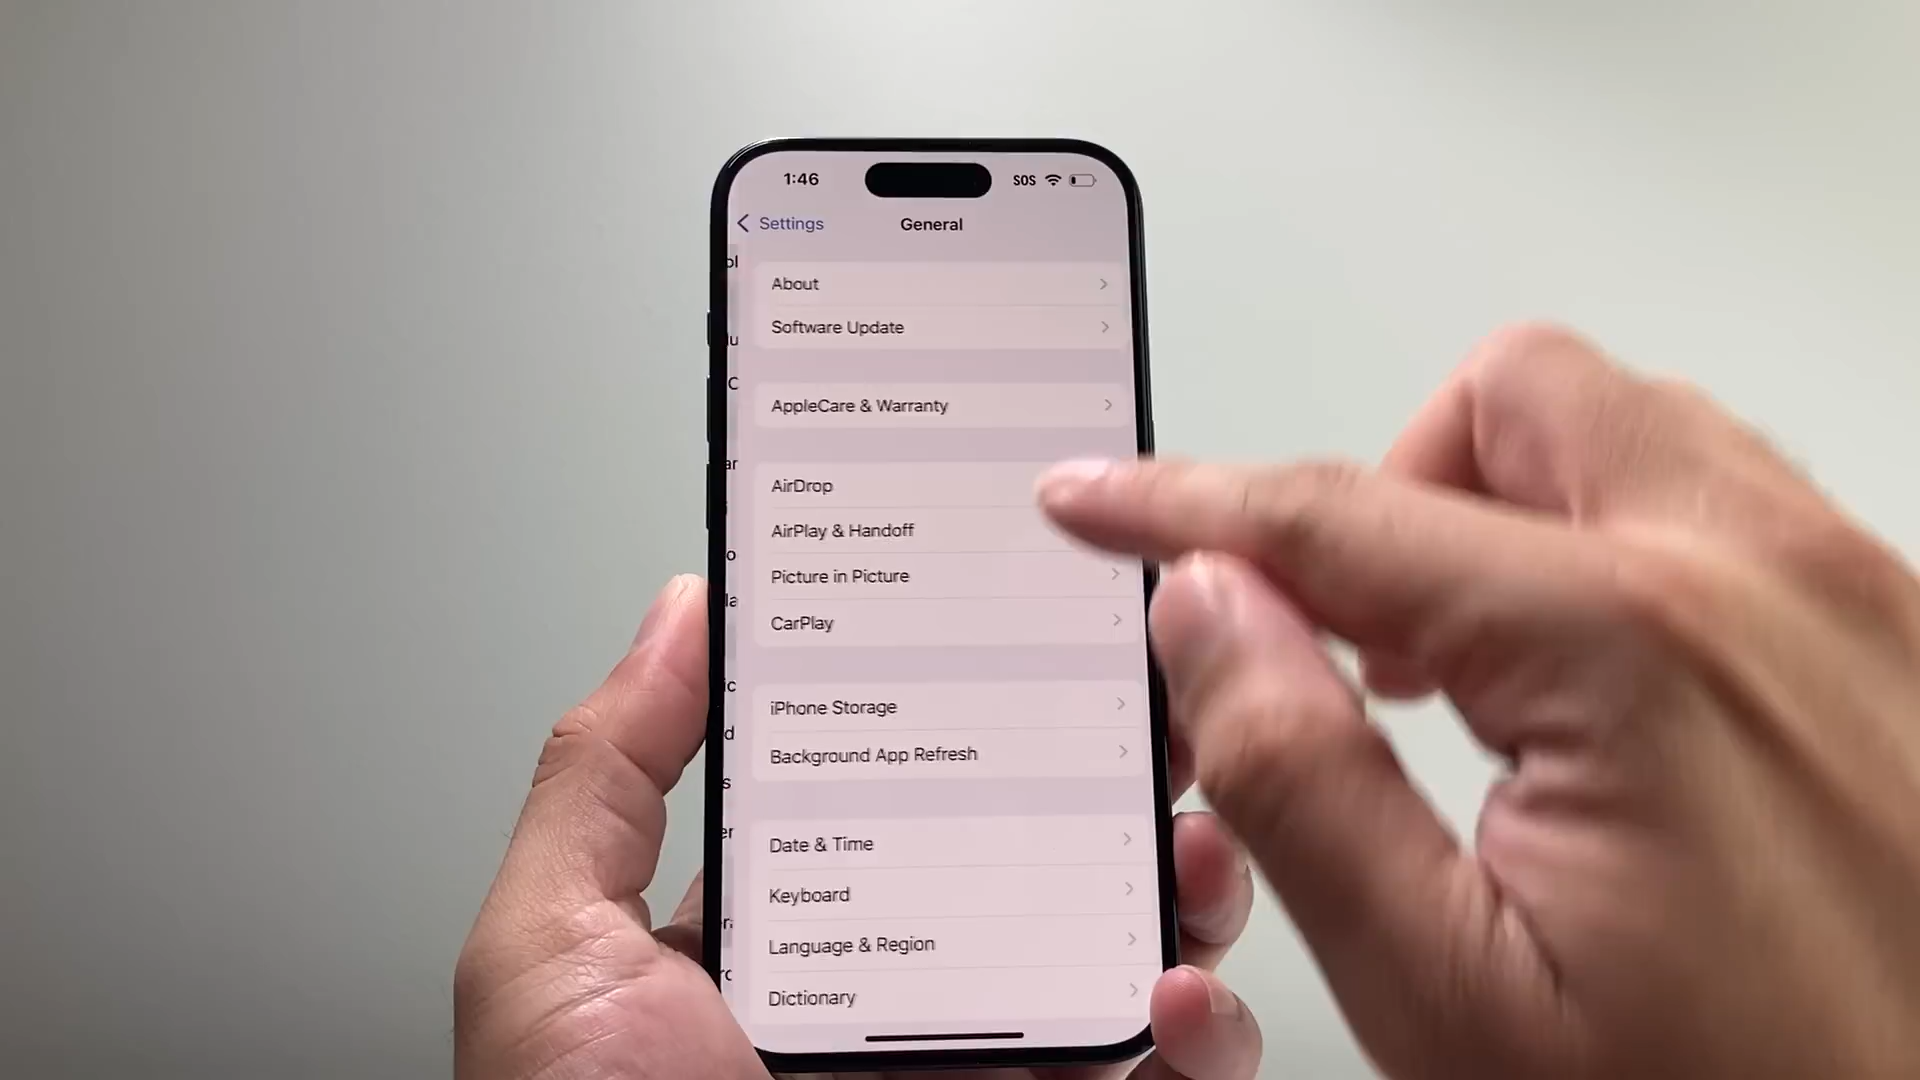 1:46
SOS
Settings
General
About
Software Update
AppleCare & Warranty
AirDrop
AirPlay & Handoff
Picture in Picture
CarPlay
iPhone Storage
Background App Refresh
Date & Time
Keyboard
Language & Region
Dictionary